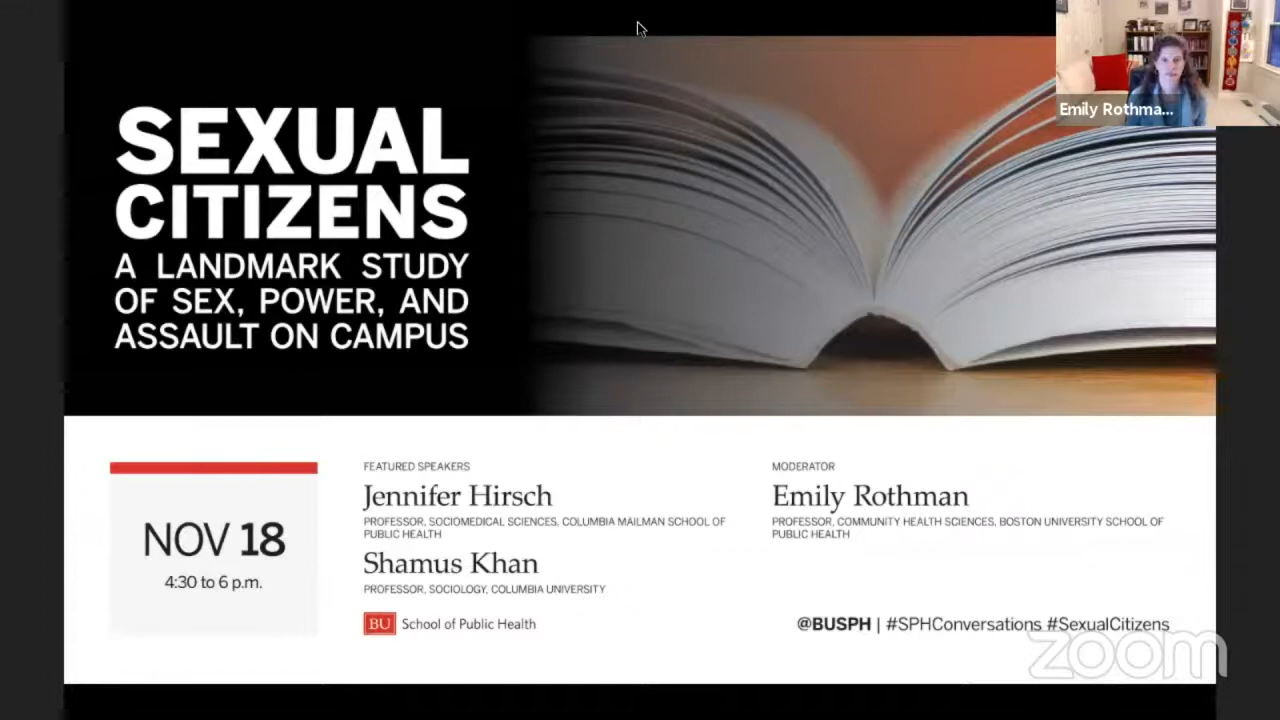 SEXUAL
CITIZENS
A LANDMARK STUDY
OF SEX, POWER, AND
ASSAULT ON CAMPUS
Emily Rothma...
NOV 18
4:30 to 6 p.m.
FEATURED SPEAKERS
Jennifer Hirsch
PROFESSOR, SOCIOMEDICAL SCIENCES, COLUMBIA MAILMAN SCHOOL OF
PUBLIC HEALTH
Shamus Khan
PROFESSOR, SOCIOLOGY, COLUMBIA UNIVERSITY
BU School of Public Health
MODERATOR
Emily Rothman
PROFESSOR, COMMUNITY HEALTH SCIENCES, BOSTON UNIVERSITY SCHOOL OF
PUBLIC HEALTH
@BUSPH | #SPHConversations #SexualCitizens
zoom